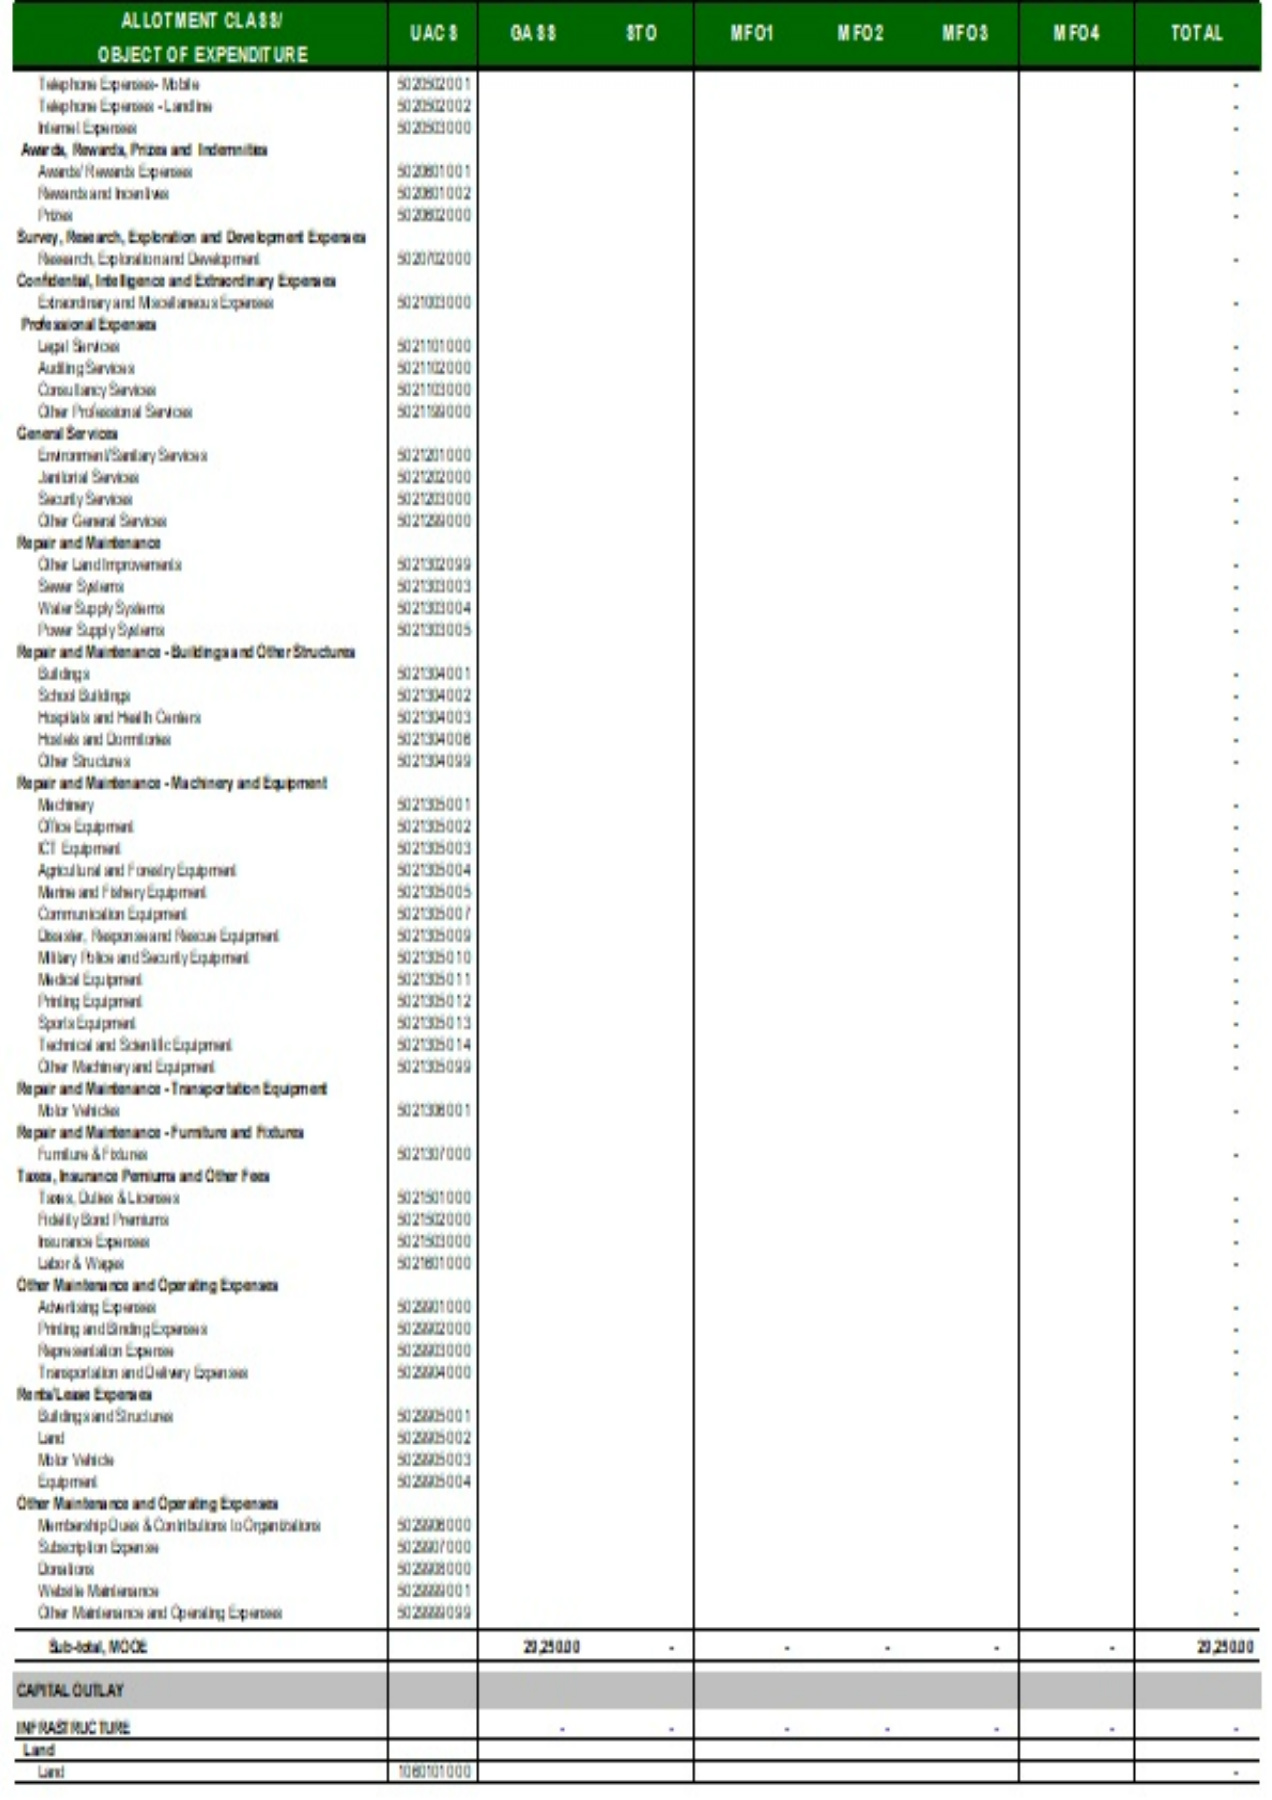 ALLOTMENT CLASS/ OBJECT OF EXPENDITURE UACS GASS STO MFO1 MFO2 MFO3 MFO4 TOTAL
Telephone Expenses- Mobile 5020502001 -
Telephone Expenses - Landline 5020502002 -
Internet Expenses 5020503000 -
Awards, Rewards, Prizes and Indemnities
Awards/ Rewards Expenses 5020601001 -
Rewards and Incentives 5020601002 -
Prizes 5020602000 -
Survey, Research, Exploration and Development Expenses
Research, Exploration and Development 5020702000 -
Confidential, Intelligence and Extraordinary Expenses
Extraordinary and Miscellaneous Expenses 5021003000 -
Professional Expenses
Legal Services 5021101000 -
Auditing Services 5021102000 -
Consultancy Services 5021103000 -
Other Professional Services 5021199000 -
General Services
Environment/Sanitary Services 5021201000
Janitorial Services 5021202000 -
Security Services 5021203000 -
Other General Services 5021299000 -
Repair and Maintenance
Other Land Improvements 5021302099 -
Sewer Systems 5021303003 -
Water Supply Systems 5021303004 -
Power Supply Systems 5021303005 -
Repair and Maintenance - Buildings and Other Structures
Buildings 5021304001 -
School Buildings 5021304002 -
Hospitals and Health Centers 5021304003 -
Hostels and Dormitories 5021304006 -
Other Structures 5021304099 -
Repair and Maintenance - Machinery and Equipment
Machinery 5021305001 -
Office Equipment 5021305002 -
ICT Equipment 5021305003 -
Agricultural and Forestry Equipment 5021305004 -
Marine and Fishery Equipment 5021305005 -
Communication Equipment 5021305007 -
Disaster, Response and Rescue Equipment 5021305009 -
Military Police and Security Equipment 5021305010 -
Medical Equipment 5021305011 -
Printing Equipment 5021305012 -
Sports Equipment 5021305013 -
Technical and Scientific Equipment 5021305014 -
Other Machinery and Equipment 5021305099 -
Repair and Maintenance - Transportation Equipment
Motor Vehicles 5021306001 -
Repair and Maintenance - Furniture and Fixtures
Furniture & Fixtures 5021307000 -
Taxes, Insurance Permiums and Other Fees
Taxes, Duties & Licenses 5021501000 -
Fidelity Bond Premiums 5021502000 -
Insurance Expenses 5021503000 -
Labor & Wages 5021601000 -
Other Maintenance and Operating Expenses
Advertising Expenses 5029901000 -
Printing and Binding Expenses 5029902000 -
Representation Expense 5029903000 -
Transportation and Delivery Expenses 5029904000 -
Rents/Lease Expenses
Buildings and Structures 5029905001 -
Land 5029905002 -
Motor Vehicle 5029905003 -
Equipment 5029905004 -
Other Maintenance and Operating Expenses
Membership Dues & Contributions to Organizations 5029906000 -
Subscription Expense 5029907000 -
Donations 5029908000 -
Website Maintenance 5029999001 -
Other Maintenance and Operating Expenses 5029999099 -
Sub-total, MOOE 29,250.00 - - - - - 29,250.00
CAPITAL OUTLAY
INFRASTRUCTURE - - - - - - -
Land
Land 1060101000 -